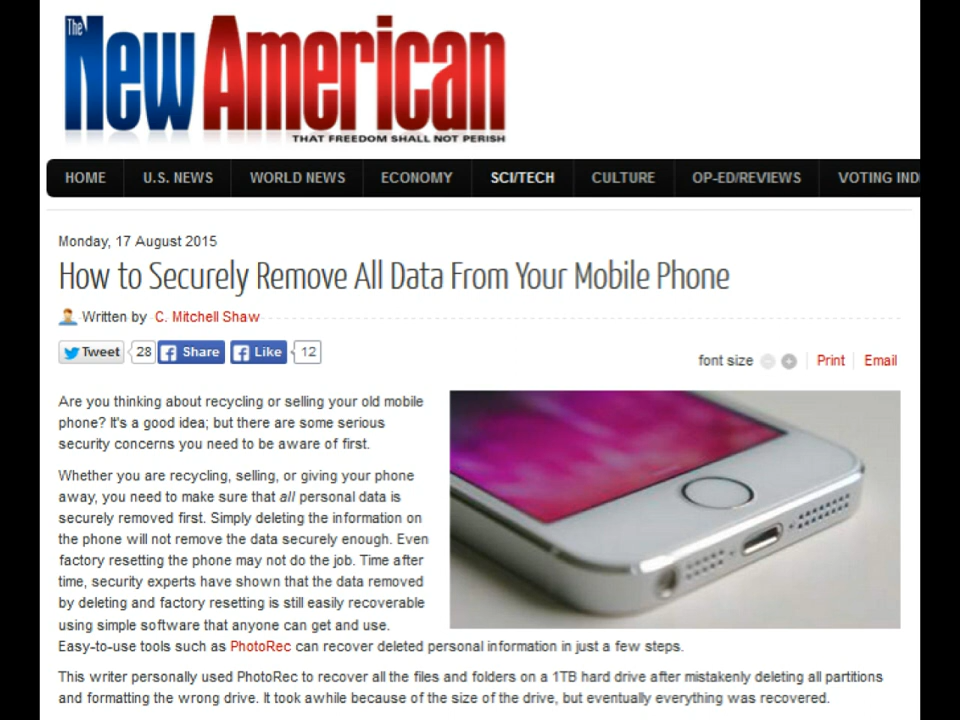 The
New American
THAT FREEDOM SHALL NOT PERISH
HOME U.S. NEWS WORLD NEWS ECONOMY SCI/TECH CULTURE OP-ED/REVIEWS VOTING IND
Monday, 17 August 2015
How to Securely Remove All Data From Your Mobile Phone
Written by C. Mitchell Shaw
Tweet 28 Share Like 12
font size Print Email
Are you thinking about recycling or selling your old mobile
phone? It's a good idea; but there are some serious
security concerns you need to be aware of first.
Whether you are recycling, selling, or giving your phone
away, you need to make sure that all personal data is
securely removed first. Simply deleting the information on
the phone will not remove the data securely enough. Even
factory resetting the phone may not do the job. Time after
time, security experts have shown that the data removed
by deleting and factory resetting is still easily recoverable
using simple software that anyone can get and use.
Easy-to-use tools such as PhotoRec can recover deleted personal information in just a few steps.
This writer personally used PhotoRec to recover all the files and folders on a 1TB hard drive after mistakenly deleting all partitions
and formatting the wrong drive. It took awhile because of the size of the drive, but eventually everything was recovered.